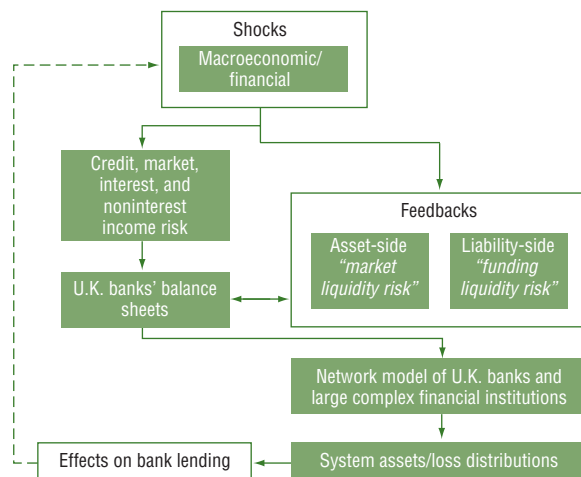 Shocks
Macroeconomic/
financial
Credit, market,
interest, and
noninterest
income risk
Feedbacks
Asset-side
“market
liquidity risk”
Liability-side
“funding
liquidity risk”
U.K. banks’ balance
sheets
Network model of U.K. banks and
large complex financial institutions
Effects on bank lending
System assets/loss distributions